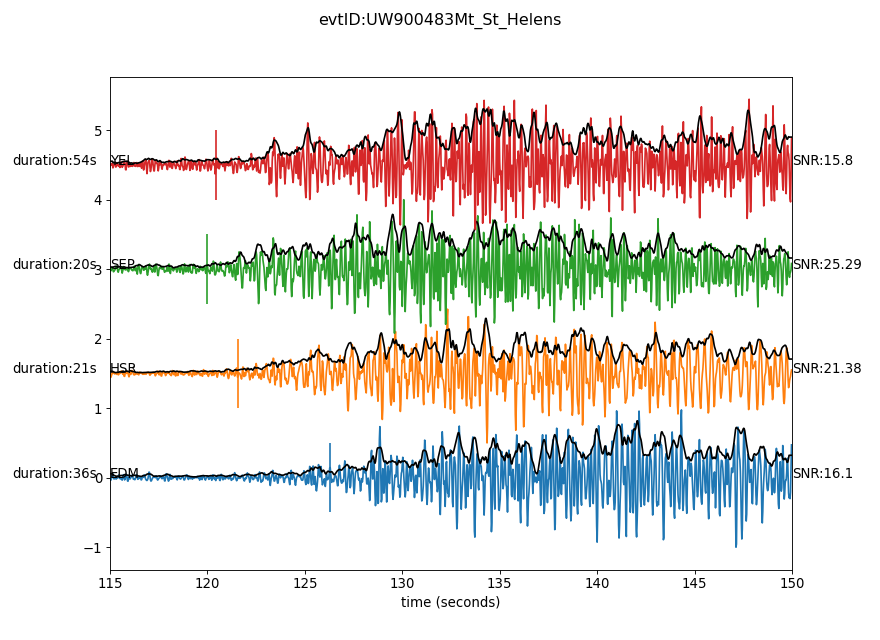 evtID:UW900483Mt_St_Helens
5
duration:54s YEL SNR:15.8
4
duration:20s SEP SNR:25.29
3
2
duration:21s HSR SNR:21.38
1
duration:36s EDM SNR:16.1
0
−1
115 120 125 130 135 140 145 150
time (seconds)